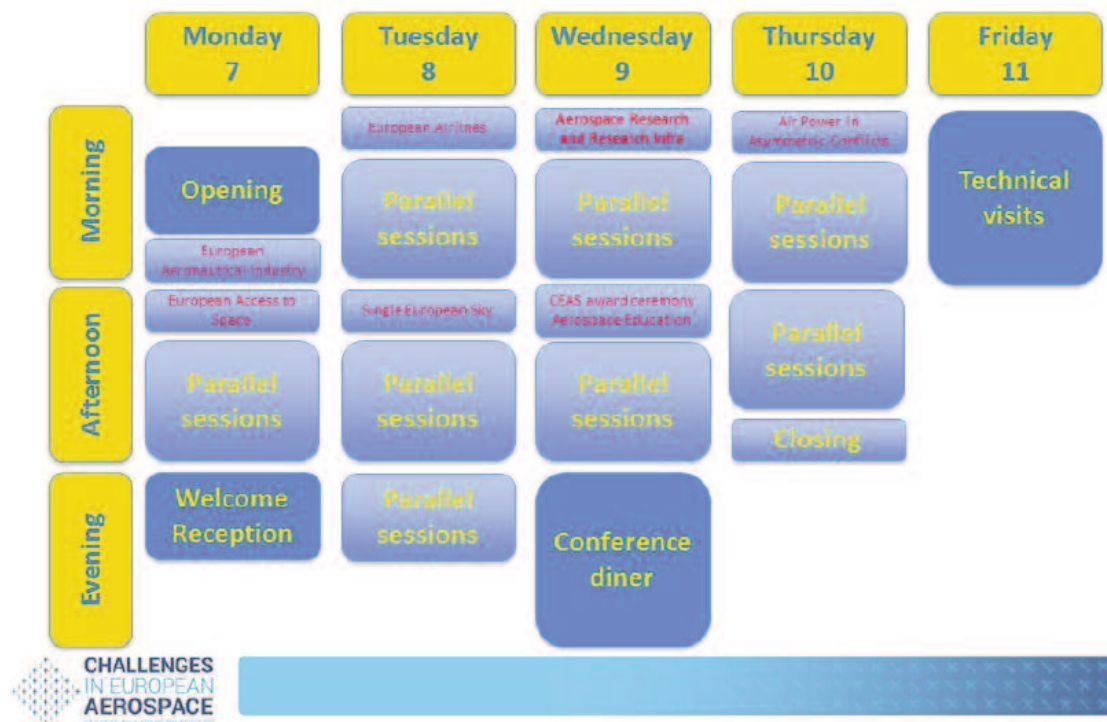 Monday
7
Tuesday
8
Wednesday
9
Thursday
10
Friday
11
Morning
Opening
European
Aeronautical Industry
European Airlines
Parallel
sessions
Aerospace Research
and Research Infra
Parallel
sessions
Air Power in
Asymmetric Conflicts
Parallel
sessions
Technical
visits
Afternoon
European Access to
Space
Parallel
sessions
Single European Sky
Parallel
sessions
CEAS award ceremony
Aerospace Education
Parallel
sessions
Parallel
sessions
Closing
Evening
Welcome
Reception
Parallel
sessions
Conference
diner
CHALLENGES
IN EUROPEAN
AEROSPACE